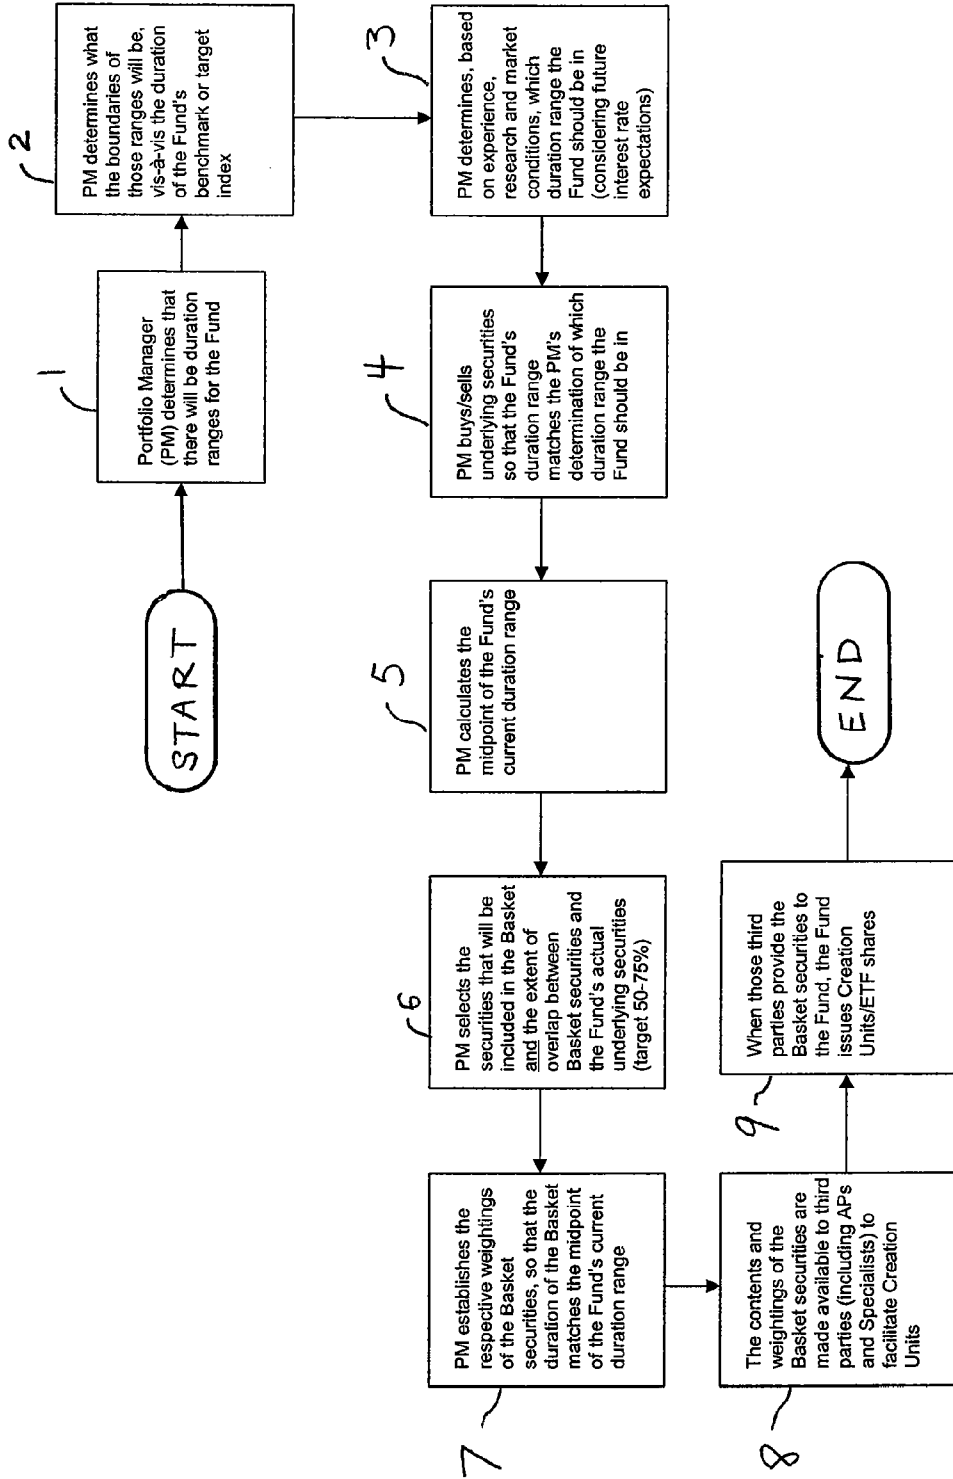 START
1
Portfolio Manager
(PM) determines that
there will be duration
ranges for the Fund
2
PM determines what
the boundaries of
those ranges will be,
vis-à-vis the duration
of the Fund's
benchmark or target
index
3
PM determines, based
on experience,
research and market
conditions, which
duration range the
Fund should be in
(considering future
interest rate
expectations)
4
PM buys/sells
underlying securities
so that the Fund's
duration range
matches the PM's
determination of which
duration range the
Fund should be in
5
PM calculates the
midpoint of the Fund's
current duration range
6
PM selects the
securities that will be
included in the Basket
and the extent of
overlap between
Basket securities and
the Fund's actual
underlying securities
(target 50-75%)
7
PM establishes the
respective weightings
of the Basket
securities, so that the
duration of the Basket
matches the midpoint
of the Fund's current
duration range
8
The contents and
weightings of the
Basket securities are
made available to third
parties (including APs
and Specialists) to
facilitate Creation
Units
9
When those third
parties provide the
Basket securities to
the Fund, the Fund
issues Creation
Units/ETF shares
END